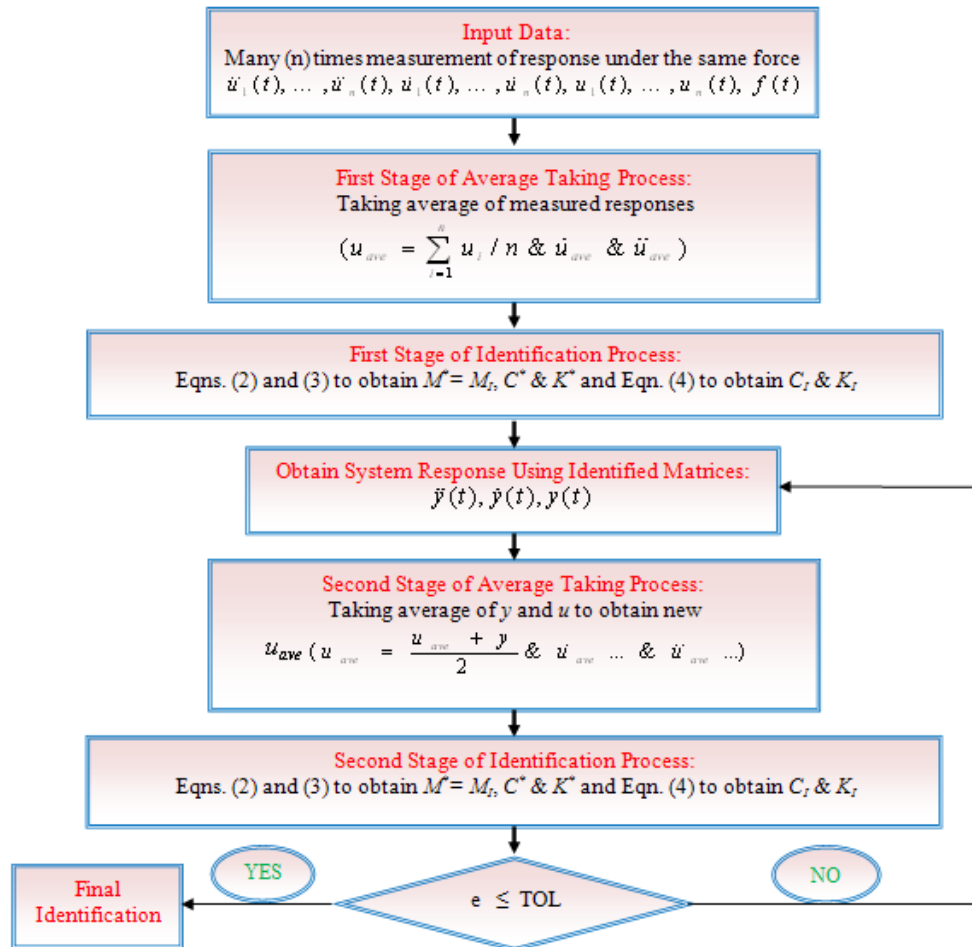 Input Data:
Many (n) times measurement of response under the same force
ü₁(t), ... , üₙ(t), u̇₁(t), ... , u̇ₙ(t), u₁(t), ... , uₙ(t), f(t)
First Stage of Average Taking Process:
Taking average of measured responses
(u_ave = ∑_{i=1}^{n} u_i / n & u̇_ave & ü_ave )
First Stage of Identification Process:
Eqns. (2) and (3) to obtain M* = M_I, C* & K* and Eqn. (4) to obtain C_I & K_I
Obtain System Response Using Identified Matrices:
ÿ(t), ẏ(t), y(t)
Second Stage of Average Taking Process:
Taking average of y and u to obtain new
u_ave (u_ave = (u_ave + y)/2 & u̇_ave ... & ü_ave ...)
Second Stage of Identification Process:
Eqns. (2) and (3) to obtain M* = M_I, C* & K* and Eqn. (4) to obtain C_I & K_I
YES
NO
Final
Identification
e ≤ TOL